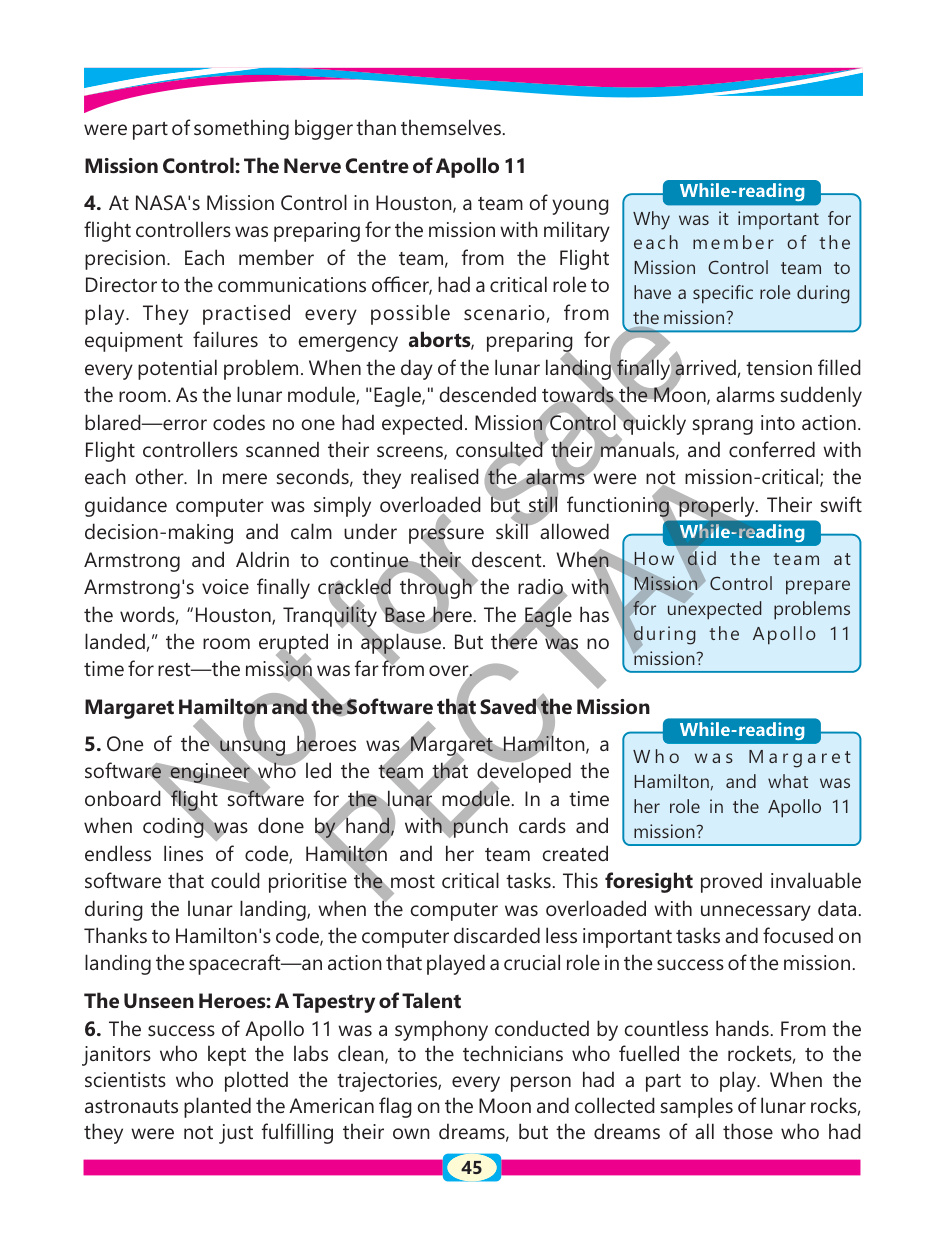 were part of something bigger than themselves.
Mission Control: The Nerve Centre of Apollo 11
4. At NASA's Mission Control in Houston, a team of young
flight controllers was preparing for the mission with military
precision. Each member of the team, from the Flight
Director to the communications officer, had a critical role to
play. They practised every possible scenario, from
equipment failures to emergency aborts, preparing for
While-reading
Why was it important for
each member of the
Mission Control team to
have a specific role during
the mission?
every potential problem. When the day of the lunar landing finally arrived, tension filled
the room. As the lunar module, "Eagle," descended towards the Moon, alarms suddenly
blared—error codes no one had expected. Mission Control quickly sprang into action.
Flight controllers scanned their screens, consulted their manuals, and conferred with
each other. In mere seconds, they realised the alarms were not mission-critical; the
guidance computer was simply overloaded but still functioning properly. Their swift
decision-making and calm under pressure skill allowed
Armstrong and Aldrin to continue their descent. When
Armstrong's voice finally crackled through the radio with
the words, “Houston, Tranquility Base here. The Eagle has
landed,” the room erupted in applause. But there was no
time for rest—the mission was far from over.
While-reading
How did the team at
Mission Control prepare
for unexpected problems
during the Apollo 11
mission?
Margaret Hamilton and the Software that Saved the Mission
5. One of the unsung heroes was Margaret Hamilton, a
software engineer who led the team that developed the
onboard flight software for the lunar module. In a time
when coding was done by hand, with punch cards and
endless lines of code, Hamilton and her team created
While-reading
Who was Margaret
Hamilton, and what was
her role in the Apollo 11
mission?
software that could prioritise the most critical tasks. This foresight proved invaluable
during the lunar landing, when the computer was overloaded with unnecessary data.
Thanks to Hamilton's code, the computer discarded less important tasks and focused on
landing the spacecraft—an action that played a crucial role in the success of the mission.
The Unseen Heroes: A Tapestry of Talent
6. The success of Apollo 11 was a symphony conducted by countless hands. From the
janitors who kept the labs clean, to the technicians who fuelled the rockets, to the
scientists who plotted the trajectories, every person had a part to play. When the
astronauts planted the American flag on the Moon and collected samples of lunar rocks,
they were not just fulfilling their own dreams, but the dreams of all those who had
45
Not for sale
PECTAA